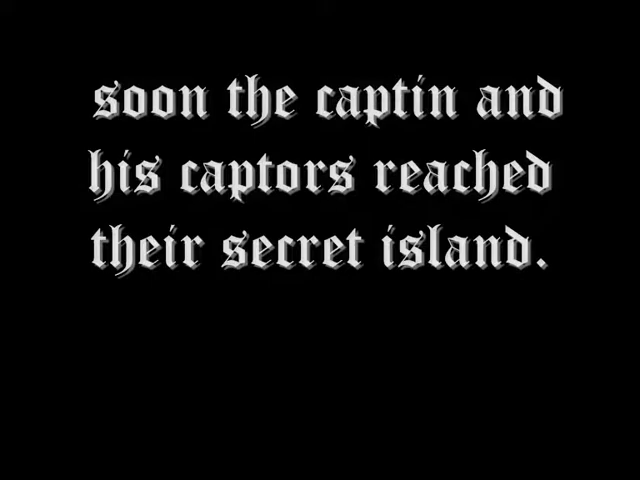 soon the captin and
his captors reached
their secret island.